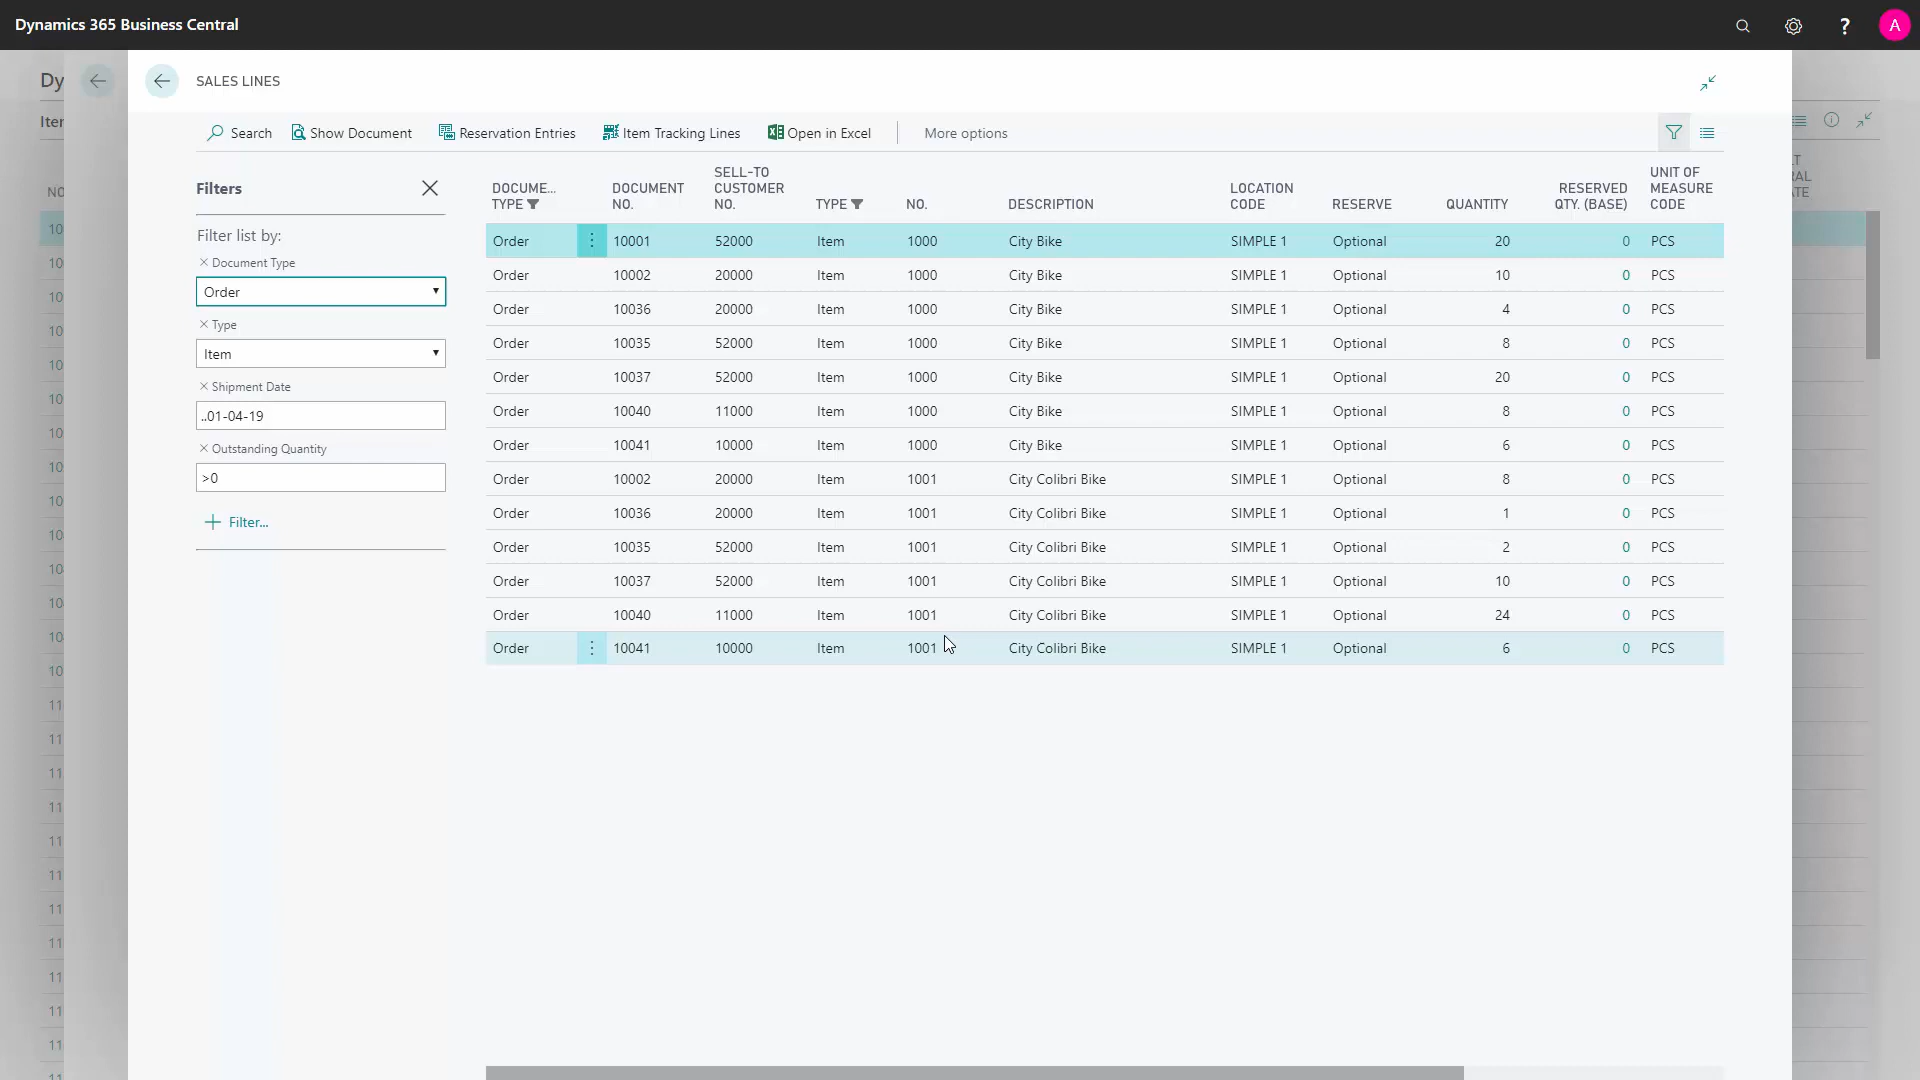 Dynamics 365 Business Central
?
A
Dy
SALES LINES
Iter
Search
Show Document
Reservation Entries
Item Tracking Lines
Open in Excel
More options
Filters
Filter list by:
× Document Type
Order
× Type
Item
× Shipment Date
..01-04-19
× Outstanding Quantity
>0
+ Filter...
DOCUME... TYPE
DOCUMENT NO.
SELL-TO CUSTOMER NO.
TYPE
NO.
DESCRIPTION
LOCATION CODE
RESERVE
QUANTITY
RESERVED QTY. (BASE)
UNIT OF MEASURE CODE
Order 10001 52000 Item 1000 City Bike SIMPLE 1 Optional 20 0 PCS
Order 10002 20000 Item 1000 City Bike SIMPLE 1 Optional 10 0 PCS
Order 10036 20000 Item 1000 City Bike SIMPLE 1 Optional 4 0 PCS
Order 10035 52000 Item 1000 City Bike SIMPLE 1 Optional 8 0 PCS
Order 10037 52000 Item 1000 City Bike SIMPLE 1 Optional 20 0 PCS
Order 10040 11000 Item 1000 City Bike SIMPLE 1 Optional 8 0 PCS
Order 10041 10000 Item 1000 City Bike SIMPLE 1 Optional 6 0 PCS
Order 10002 20000 Item 1001 City Colibri Bike SIMPLE 1 Optional 8 0 PCS
Order 10036 20000 Item 1001 City Colibri Bike SIMPLE 1 Optional 1 0 PCS
Order 10035 52000 Item 1001 City Colibri Bike SIMPLE 1 Optional 2 0 PCS
Order 10037 52000 Item 1001 City Colibri Bike SIMPLE 1 Optional 10 0 PCS
Order 10040 11000 Item 1001 City Colibri Bike SIMPLE 1 Optional 24 0 PCS
Order 10041 10000 Item 1001 City Colibri Bike SIMPLE 1 Optional 6 0 PCS